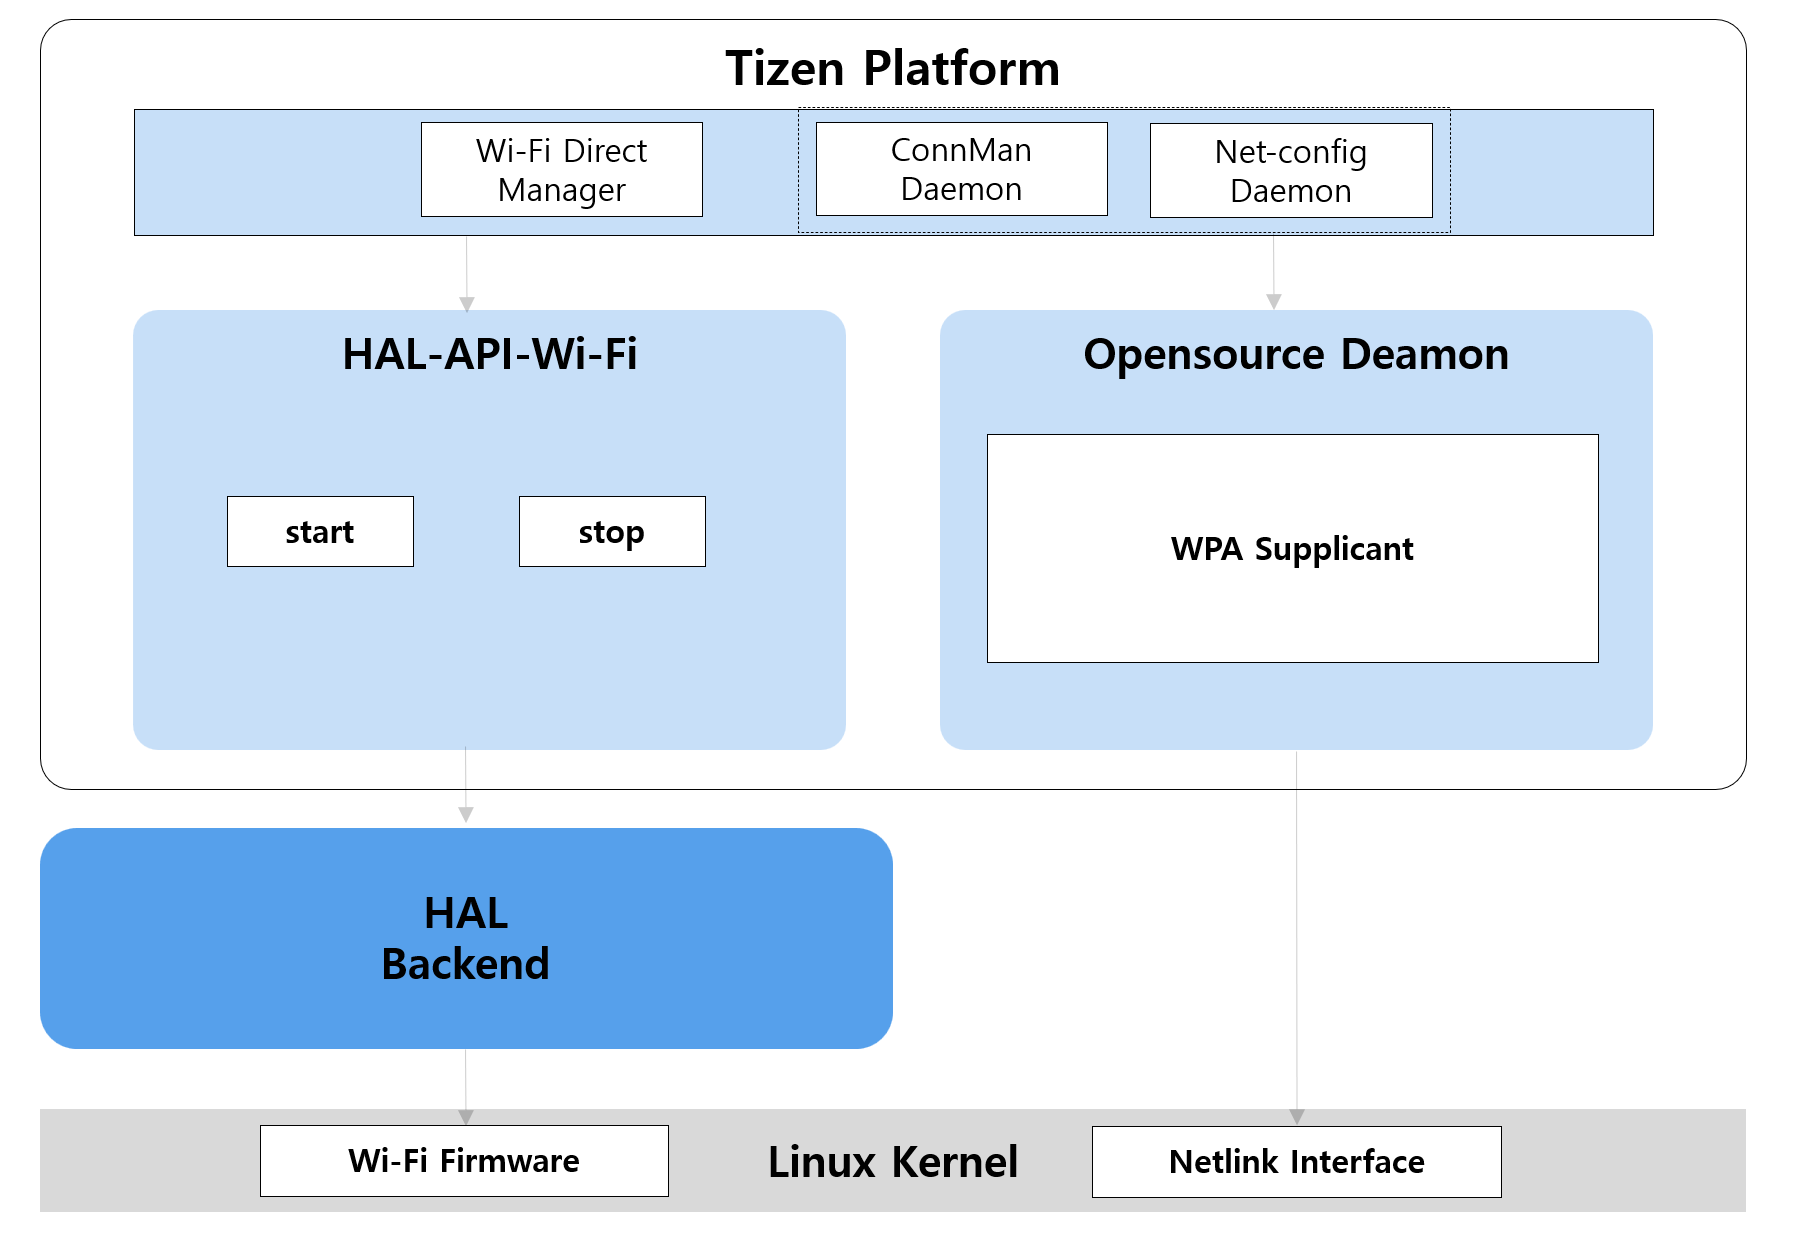 Tizen Platform
Wi-Fi Direct
Manager
ConnMan
Daemon
Net-config
Daemon
HAL-API-Wi-Fi
start
stop
Opensource Deamon
WPA Supplicant
HAL
Backend
Wi-Fi Firmware
Linux Kernel
Netlink Interface